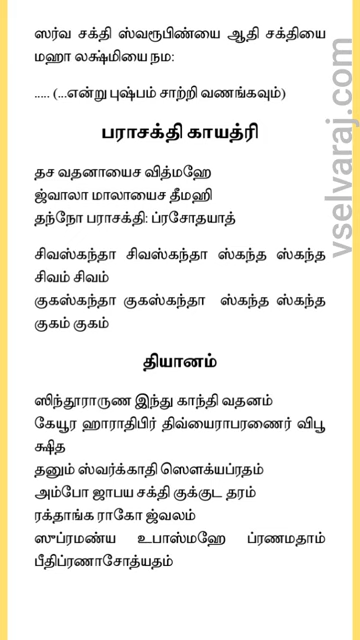 ஸர்வ சக்தி ஸ்வரூபிண்யை ஆதி சக்தியை
மஹா லக்ஷ்மியை நம:
..... (...என்று புஷ்பம் சாற்றி வணங்கவும்)
பராசக்தி காயத்ரி
தச வதனாயைச வித்மஹே
ஜ்வாலா மாலாயைச தீமஹி
தந்நோ பராசக்தி: ப்ரசோதயாத்
சிவஸ்கந்தா சிவஸ்கந்தா ஸ்கந்த ஸ்கந்த
சிவம் சிவம்
குகஸ்கந்தா குகஸ்கந்தா ஸ்கந்த ஸ்கந்த
குகம் குகம்
தியானம்
ஸிந்தூராருண இந்து காந்தி வதனம்
கேயூர ஹாராதிபிர் திவ்யைராபரணைர் விபூ
க்ஷித
தனும் ஸ்வர்க்காதி ஸௌக்யப்ரதம்
அம்போ ஜாபய சக்தி குக்குட தரம்
ரக்தாங்க ராகோ ஜ்வலம்
ஸுப்ரமண்ய உபாஸ்மஹே ப்ரணமதாம்
பீதிப்ரணாசோத்யதம்
vselvaraj.com